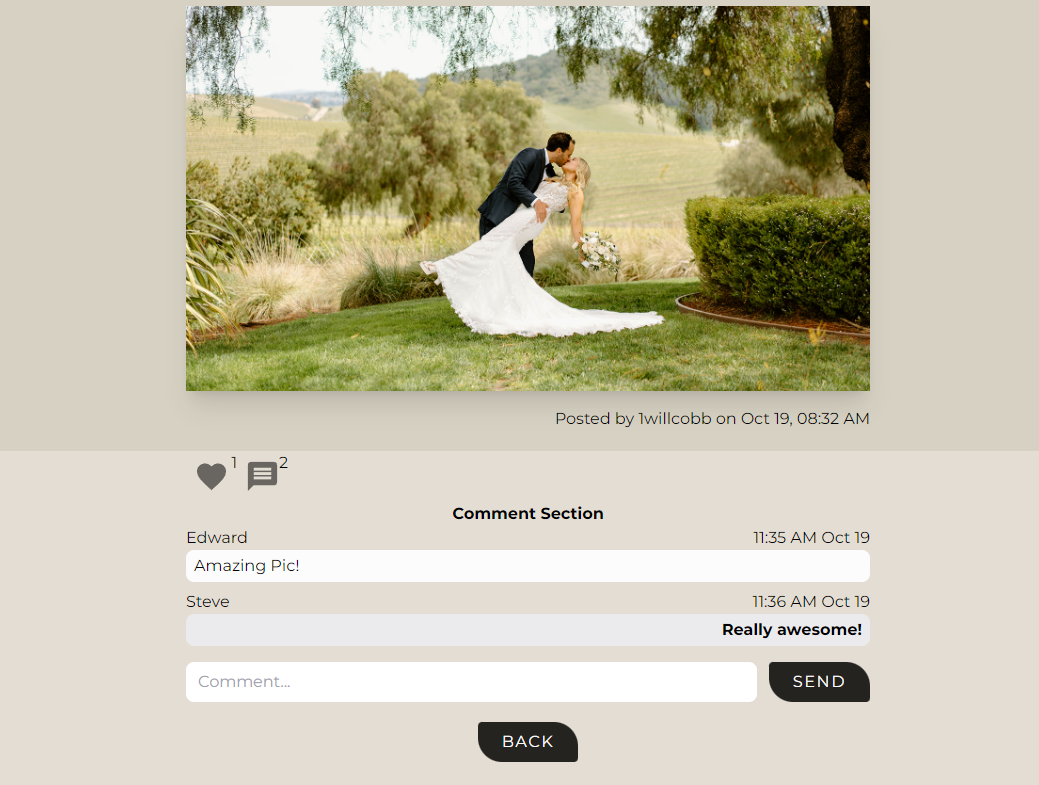 Posted by 1willcobb on Oct 19, 08:32 AM
1 2
Comment Section
Edward 11:35 AM Oct 19
Amazing Pic!
Steve 11:36 AM Oct 19
Really awesome!
Comment... SEND
BACK